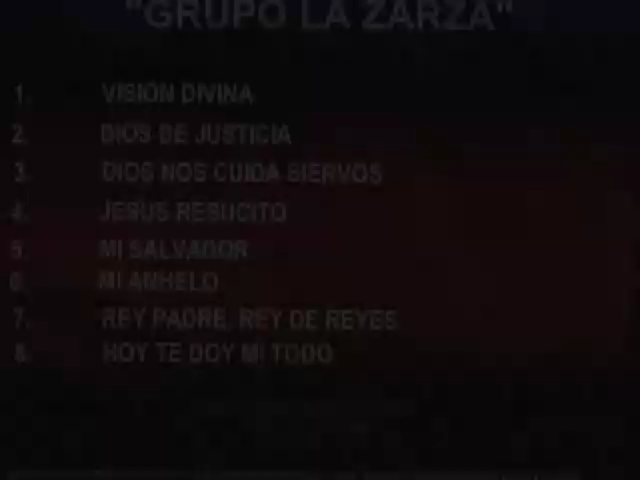 "GRUPO LA ZARZA"
1. VISION DIVINA
2. DIOS DE JUSTICIA
3. DIOS NOS CUIDA SIERVOS
4. JESUS RESUCITO
5. MI SALVADOR
6. MI ANHELO
7. REY PADRE, REY DE REYES
8. HOY TE DOY MI TODO